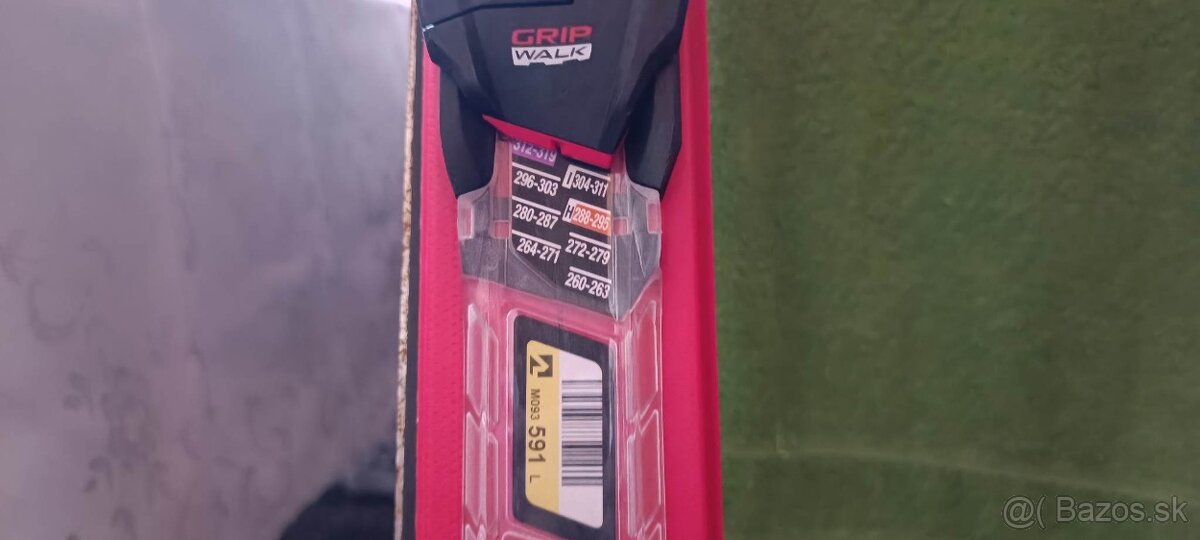 GRIP
WALK
312-319
296-303
I 304-311
280-287
H 288-295
264-271
272-279
260-263
M093 591 L
@( Bazos.sk